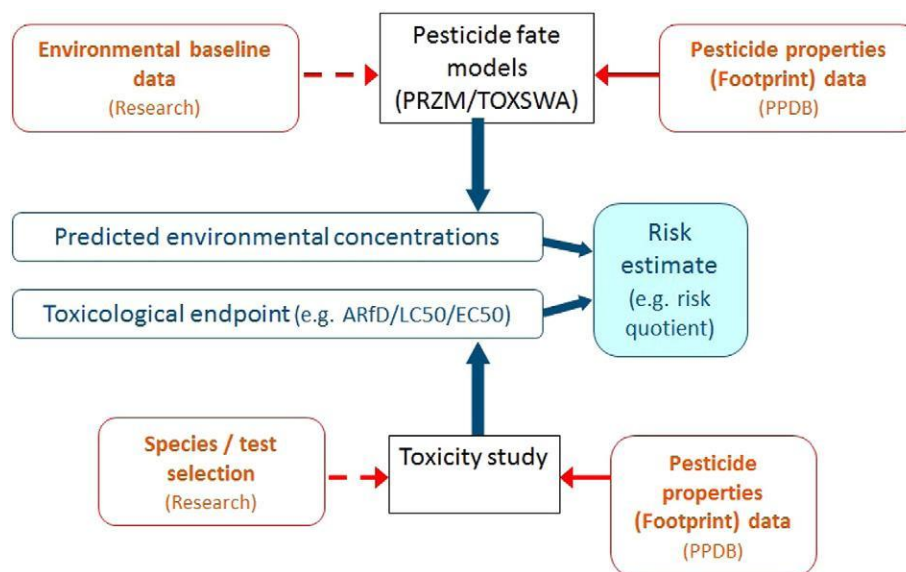 Environmental baseline
data
(Research)
Pesticide fate
models
(PRZM/TOXSWA)
Pesticide properties
(Footprint) data
(PPDB)
Predicted environmental concentrations
Toxicological endpoint (e.g. ARfD/LC50/EC50)
Risk
estimate
(e.g. risk
quotient)
Species / test
selection
(Research)
Toxicity study
Pesticide
properties
(Footprint) data
(PPDB)